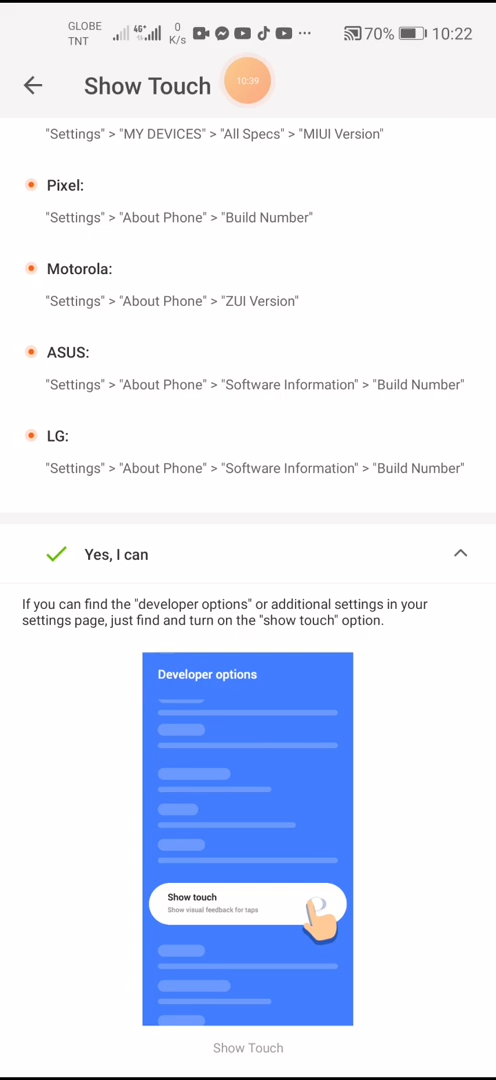 GLOBE
TNT
4G+
0
K/s
70%
10:22
Show Touch
10:39
"Settings" > "MY DEVICES" > "All Specs" > "MIUI Version"
Pixel:
"Settings" > "About Phone" > "Build Number"
Motorola:
"Settings" > "About Phone" > "ZUI Version"
ASUS:
"Settings" > "About Phone" > "Software Information" > "Build Number"
LG:
"Settings" > "About Phone" > "Software Information" > "Build Number"
Yes, I can
If you can find the "developer options" or additional settings in your
settings page, just find and turn on the "show touch" option.
Developer options
Show touch
Show visual feedback for taps
Show Touch